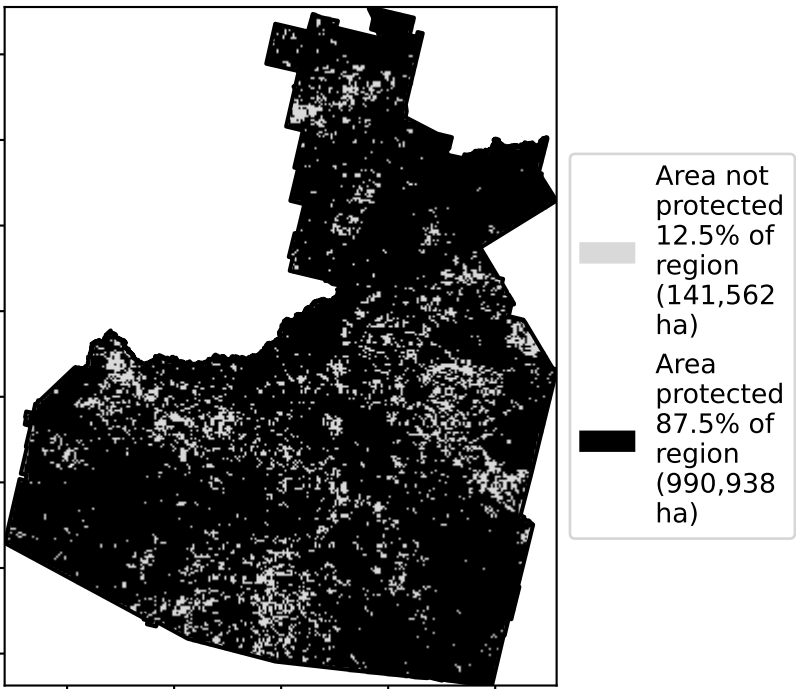 Area not
protected
12.5% of
region
(141,562
ha)
Area
protected
87.5% of
region
(990,938
ha)